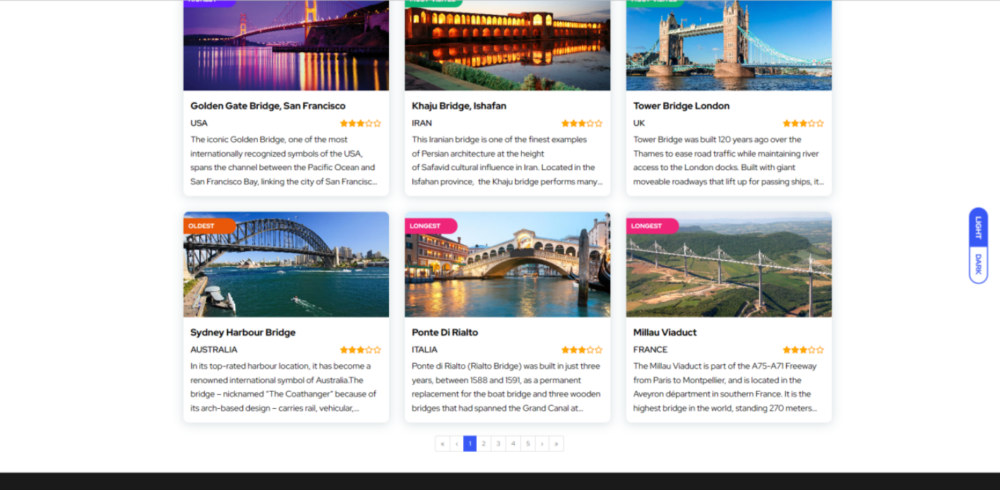 Golden Gate Bridge, San Francisco
USA
The iconic Golden Bridge, one of the most
internationally recognized symbols of the USA,
spans the channel between the Pacific Ocean and
San Francisco Bay, linking the city of San Francisc...
Khaju Bridge, Ishafan
IRAN
This Iranian bridge is one of the finest examples
of Persian architecture at the height
of Safavid cultural influence in Iran. Located in the
Isfahan province, the Khaju bridge performs many...
Tower Bridge London
UK
Tower Bridge was built 120 years ago over the
Thames to ease road traffic while maintaining river
access to the London docks. Built with giant
moveable roadways that lift up for passing ships, it...
OLDEST
Sydney Harbour Bridge
AUSTRALIA
In its top-rated harbour location, it has become a
renowned international symbol of Australia.The
bridge – nicknamed “The Coathanger” because of
its arch-based design – carries rail, vehicular,...
LONGEST
Ponte Di Rialto
ITALIA
Ponte di Rialto (Rialto Bridge) was built in just three
years, between 1588 and 1591, as a permanent
replacement for the boat bridge and three wooden
bridges that had spanned the Grand Canal at...
LONGEST
Millau Viaduct
FRANCE
The Millau Viaduct is part of the A75-A71 Freeway
from Paris to Montpellier, and is located in the
Aveyron départment in southern France. It is the
highest bridge in the world, standing 270 meters...
LIGHT
DARK
« ‹ 1 2 3 4 5 › »